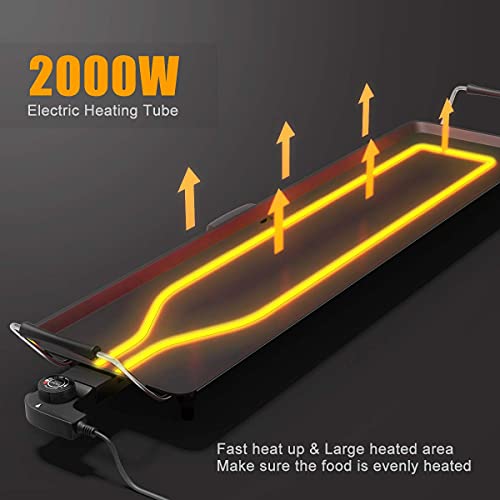 2000W
Electric Heating Tube
Fast heat up & Large heated area
Make sure the food is evenly heated